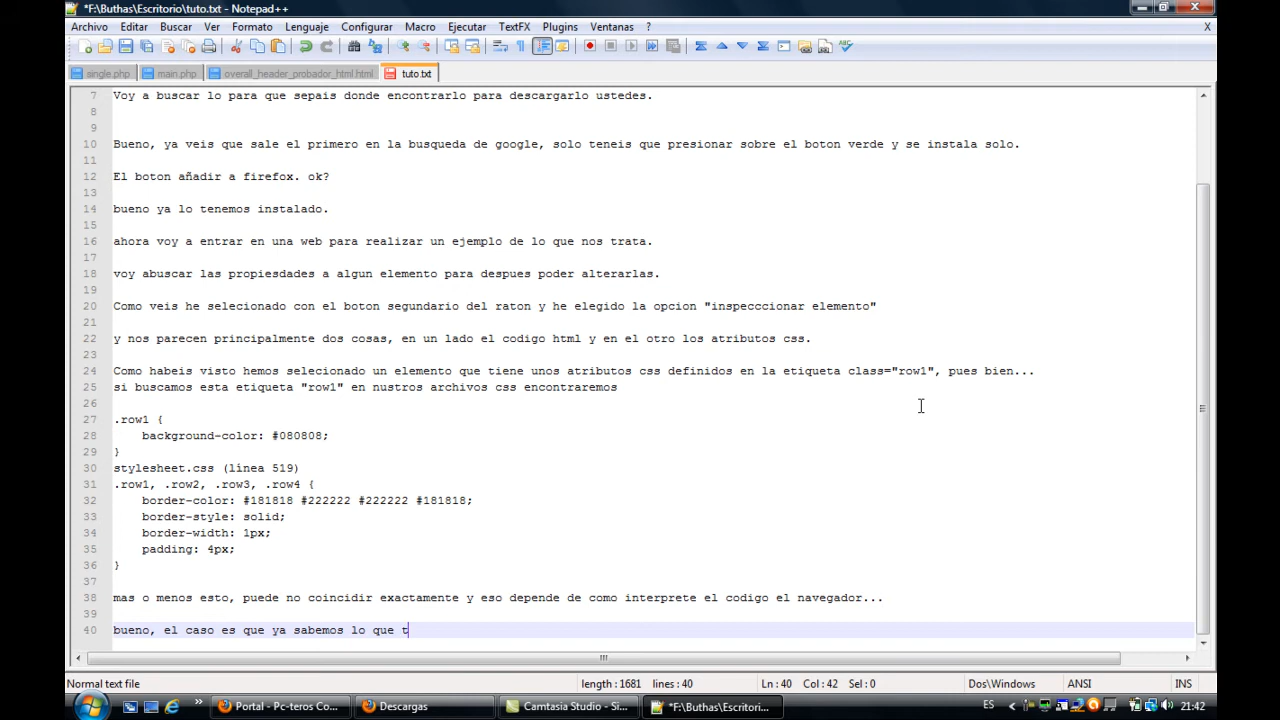 *F:\Buthas\Escritorio\tuto.txt - Notepad++
Archivo Editar Buscar Ver Formato Lenguaje Configurar Macro Ejecutar TextFX Plugins Ventanas ? X
single.php main.php overall_header_probador_html.html tuto.txt
7 Voy a buscar lo para que sepais donde encontrarlo para descargarlo ustedes.
8
9
10 Bueno, ya veis que sale el primero en la busqueda de google, solo teneis que presionar sobre el boton verde y se instala solo.
11
12 El boton añadir a firefox. ok?
13
14 bueno ya lo tenemos instalado.
15
16 ahora voy a entrar en una web para realizar un ejemplo de lo que nos trata.
17
18 voy abuscar las propiesdades a algun elemento para despues poder alterarlas.
19
20 Como veis he selecionado con el boton segundario del raton y he elegido la opcion "inspecccionar elemento"
21
22 y nos parecen principalmente dos cosas, en un lado el codigo html y en el otro los atributos css.
23
24 Como habeis visto hemos selecionado un elemento que tiene unos atributos css definidos en la etiqueta class="row1", pues bien...
25 si buscamos esta etiqueta "row1" en nustros archivos css encontraremos
26
27 .row1 {
28 background-color: #080808;
29 }
30 stylesheet.css (línea 519)
31 .row1, .row2, .row3, .row4 {
32 border-color: #181818 #222222 #222222 #181818;
33 border-style: solid;
34 border-width: 1px;
35 padding: 4px;
36 }
37
38 mas o menos esto, puede no coincidir exactamente y eso depende de como interprete el codigo el navegador...
39
40 bueno, el caso es que ya sabemos lo que t
Normal text file length : 1681 lines : 40 Ln : 40 Col : 42 Sel : 0 Dos\Windows ANSI INS
Portal - Pc-teros Co... Descargas Camtasia Studio - Si... *F:\Buthas\Escritori... ES 21:42